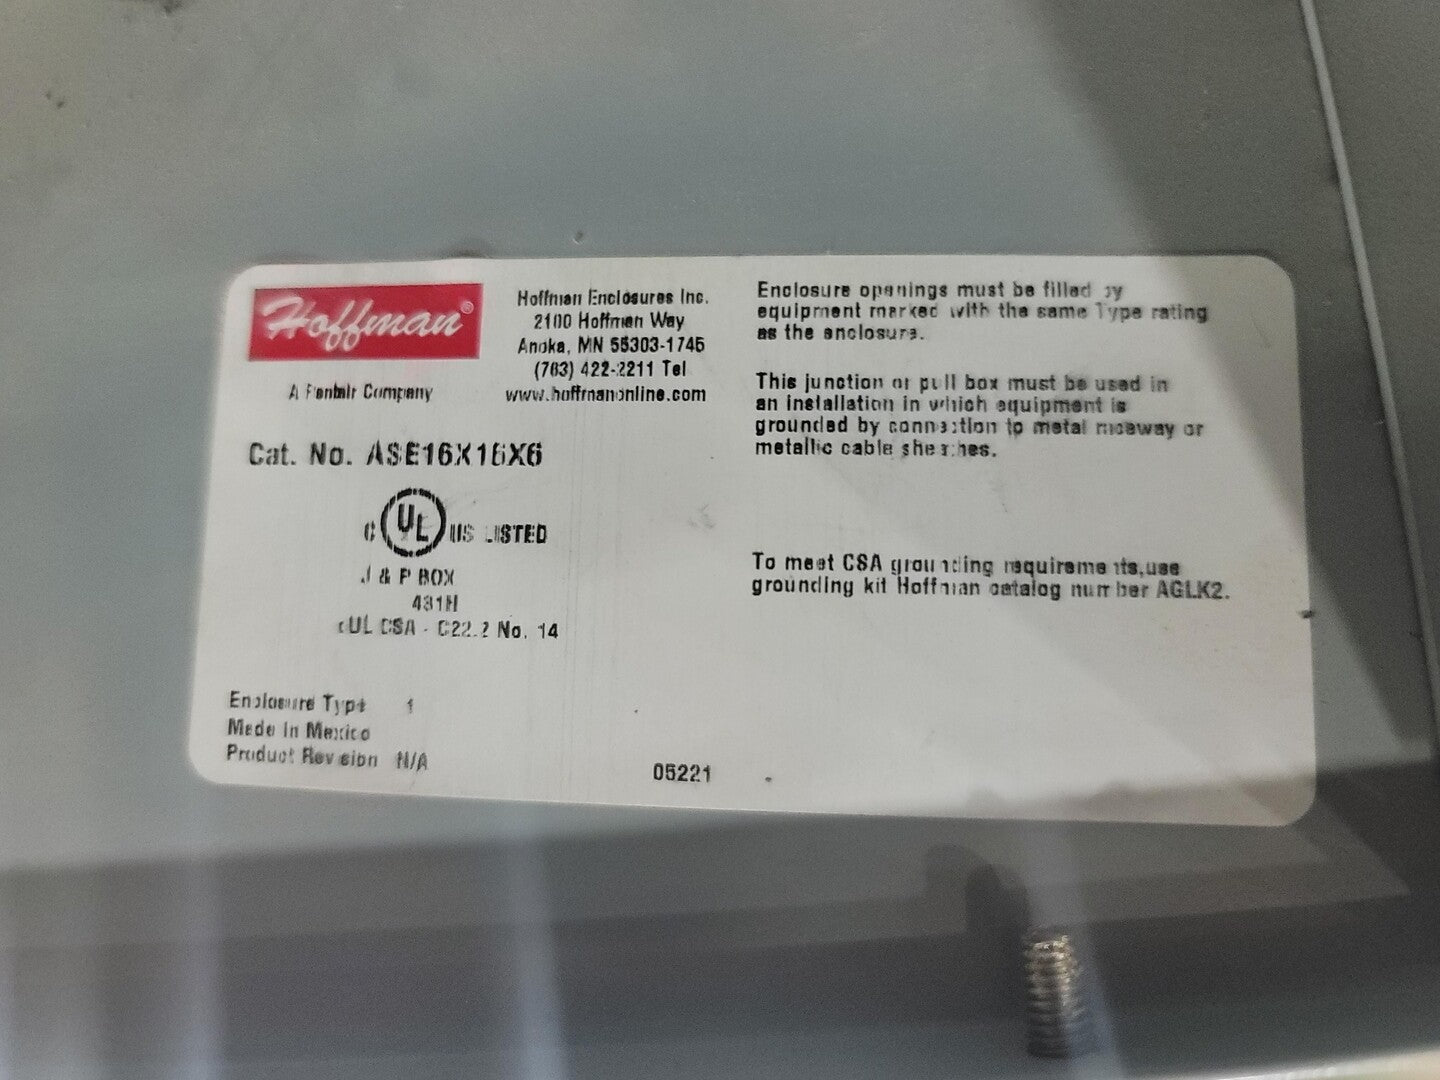 Hoffman®
A Pentair Company
Hoffman Enclosures Inc.
2100 Hoffman Way
Anoka, MN 55303-1745
(763) 422-2211 Tel
www.hoffmanonline.com
Cat. No. ASE16X16X6
C UL US LISTED
J & P BOX
431H
cUL CSA - C22.2 No. 14
Enclosure Type 1
Made In Mexico
Product Revision N/A
05221
Enclosure openings must be filled by
equipment marked with the same Type rating
as the enclosure.
This junction or pull box must be used in
an installation in which equipment is
grounded by connection to metal raceway or
metallic cable sheathes.
To meet CSA grounding requirements,use
grounding kit Hoffman catalog number AGLK2.